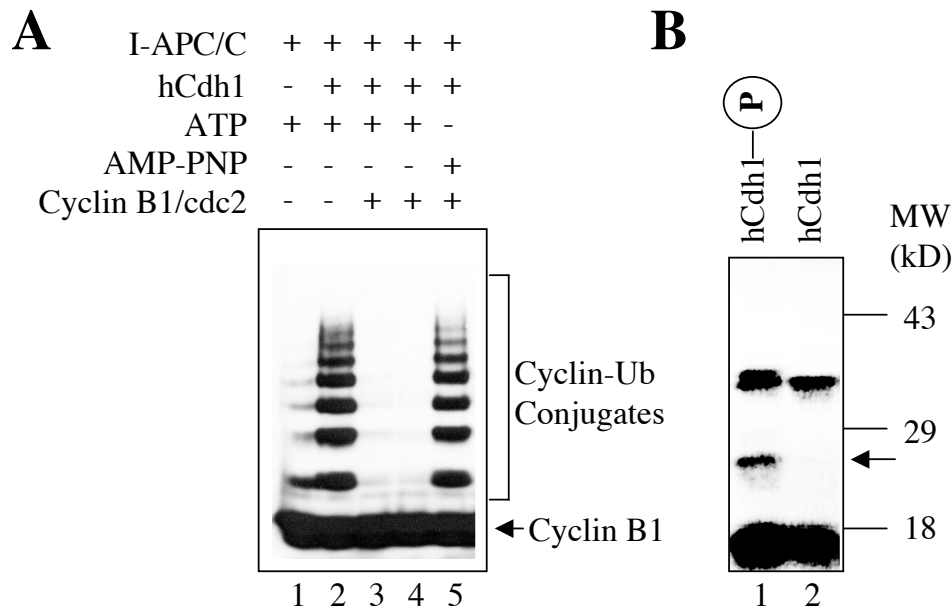 A
I-APC/C + + + + +
hCdh1 - + + + +
ATP + + + + -
AMP-PNP - - - - +
Cyclin B1/cdc2 - - + + +
Cyclin-Ub
Conjugates
Cyclin B1
1 2 3 4 5
B
P
hCdh1
hCdh1
MW
(kD)
43
29
18
1 2